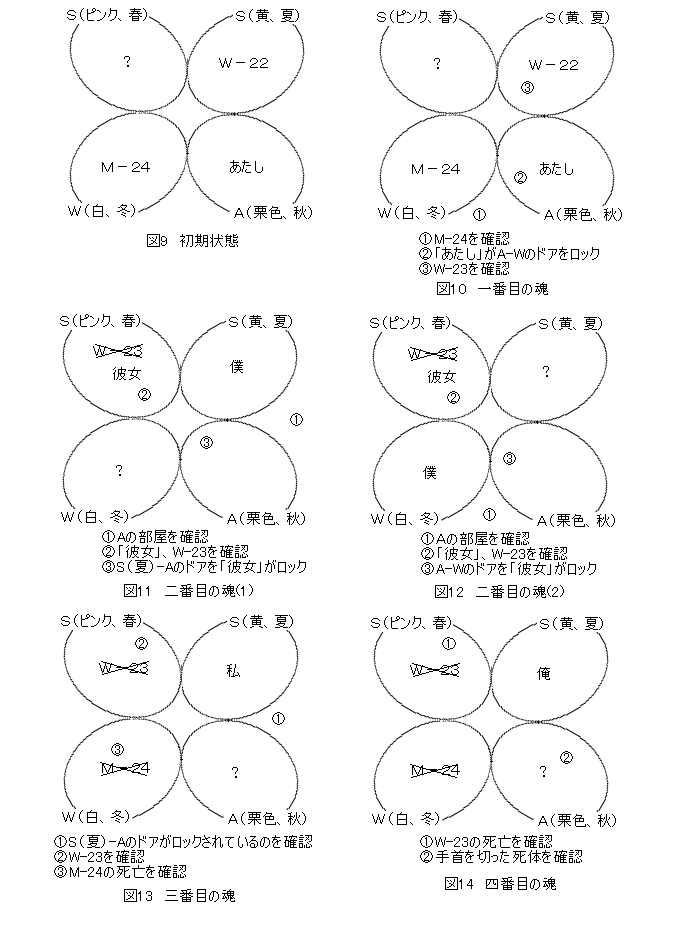 S(ピンク、春)
S(黄、夏)
?
W-22
M-24
あたし
W(白、冬)
A(栗色、秋)
図9 初期状態
S(ピンク、春)
S(黄、夏)
?
W-22
③
M-24
あたし
②
W(白、冬)
①
A(栗色、秋)
①M-24を確認
②「あたし」がA-Wのドアをロック
③W-23を確認
図10 一番目の魂
S(ピンク、春)
S(黄、夏)
W-23
彼女
僕
②
①
③
?
W(白、冬)
A(栗色、秋)
①Aの部屋を確認
②「彼女」、W-23を確認
③S(夏)-Aのドアを「彼女」がロック
図11 二番目の魂(1)
S(ピンク、春)
S(黄、夏)
W-23
彼女
?
②
③
僕
W(白、冬)
①
A(栗色、秋)
①Aの部屋を確認
②「彼女」、W-23を確認
③A-Wのドアを「彼女」がロック
図12 二番目の魂(2)
S(ピンク、春)
S(黄、夏)
②
W-23
私
①
③
M-24
?
W(白、冬)
A(栗色、秋)
①S(夏)-Aのドアがロックされているのを確認
②W-23を確認
③M-24の死亡を確認
図13 三番目の魂
S(ピンク、春)
S(黄、夏)
①
W-23
俺
M-24
?
②
W(白、冬)
A(栗色、秋)
①W-23の死亡を確認
②手首を切った死体を確認
図14 四番目の魂